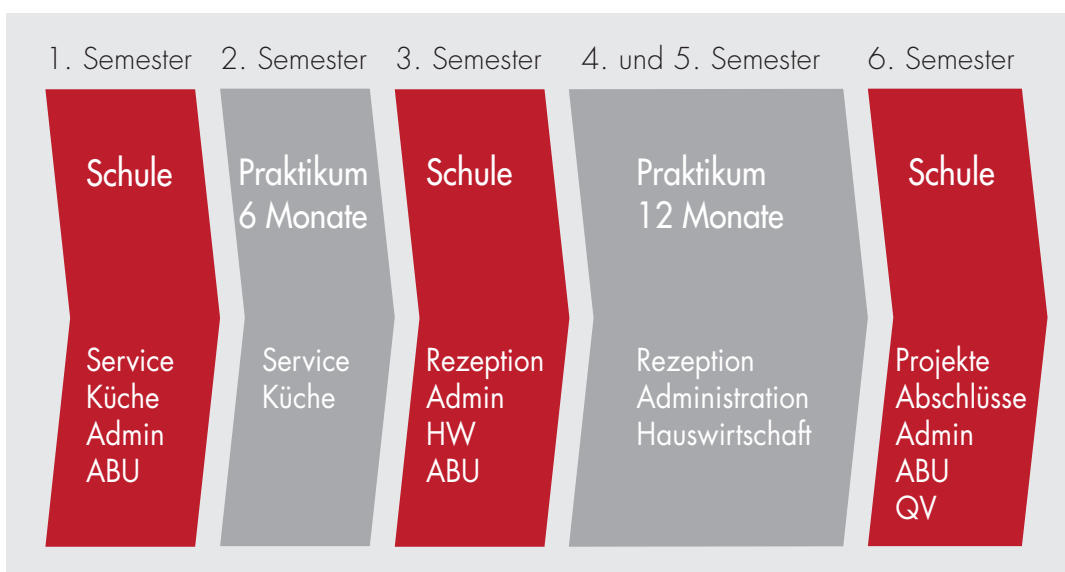 1. Semester
2. Semester
3. Semester
4. und 5. Semester
6. Semester
Schule
Service
Küche
Admin
ABU
Praktikum
6 Monate
Service
Küche
Schule
Rezeption
Admin
HW
ABU
Praktikum
12 Monate
Rezeption
Administration
Hauswirtschaft
Schule
Projekte
Abschlüsse
Admin
ABU
QV